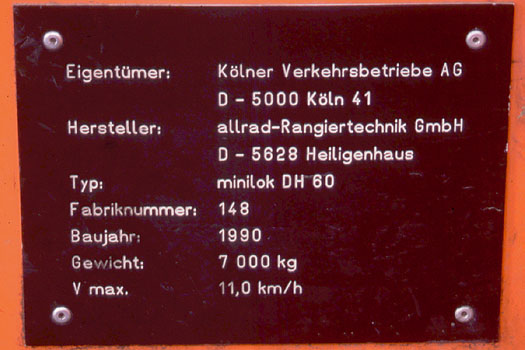 Eigentümer: Kölner Verkehrsbetriebe AG
D - 5000 Köln 41
Hersteller: allrad-Rangiertechnik GmbH
D - 5628 Heiligenhaus
Typ: minilok DH 60
Fabriknummer: 148
Baujahr: 1990
Gewicht: 7 000 kg
V max. 11,0 km/h